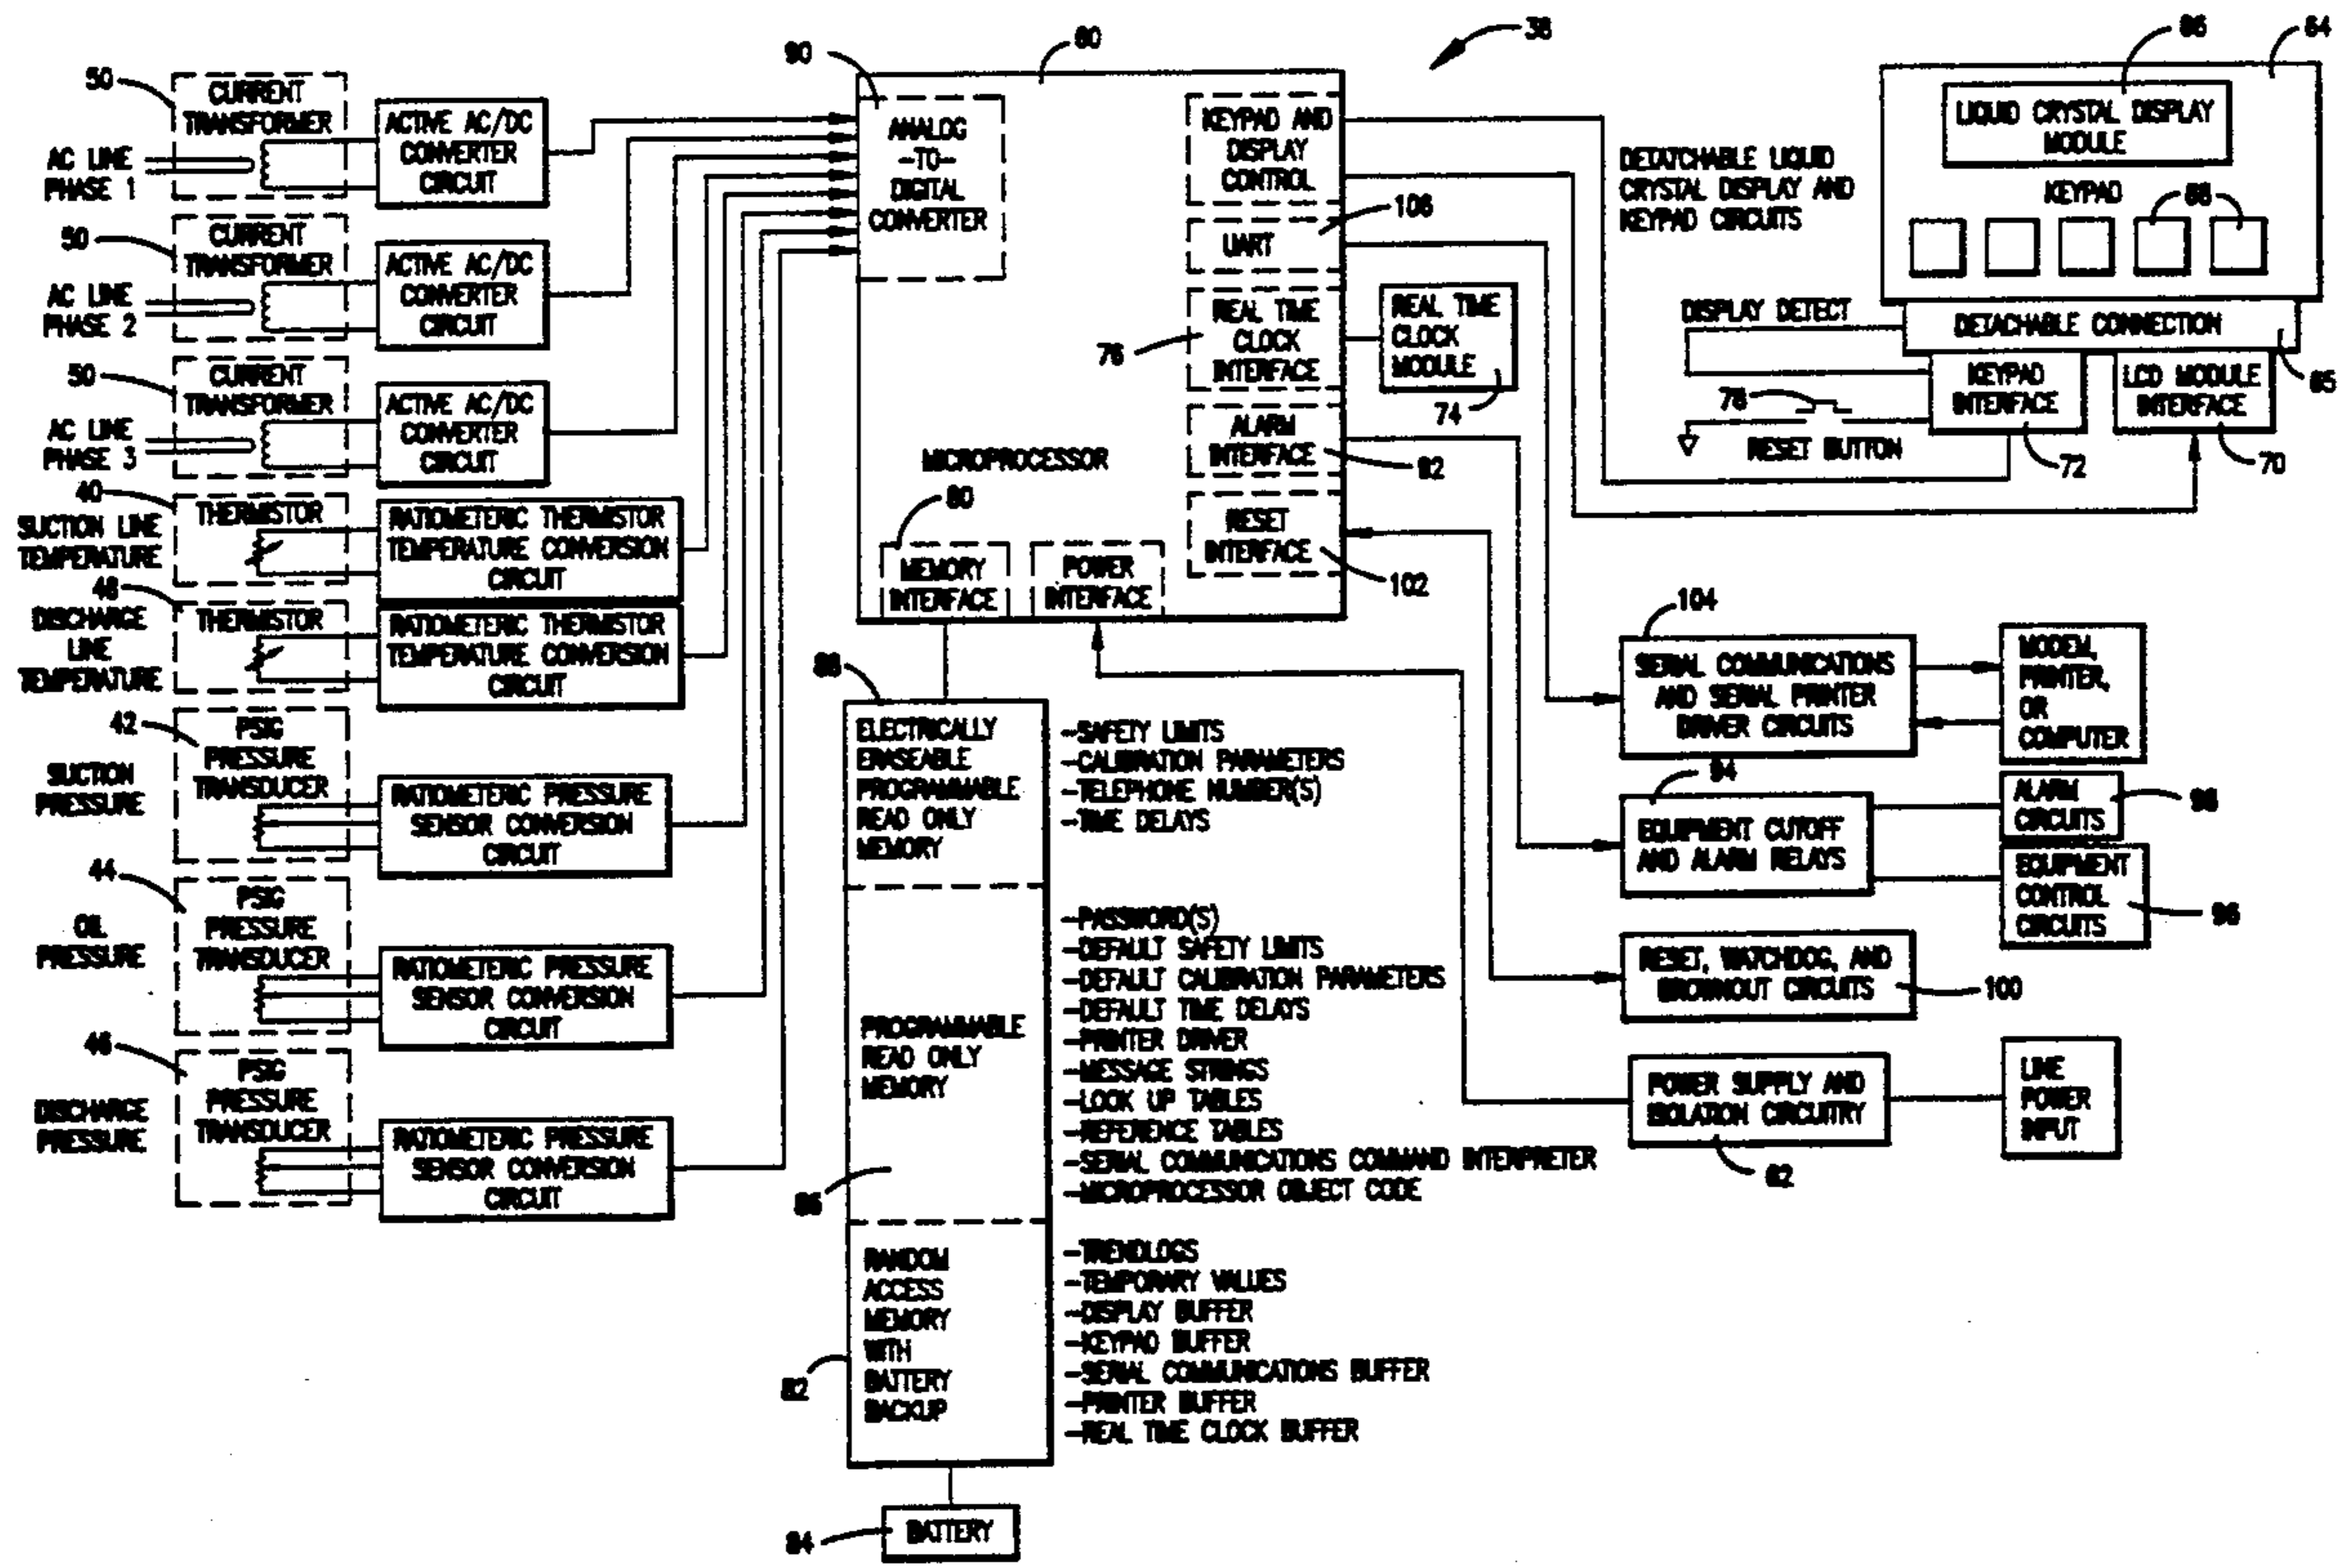 50
CURRENT
TRANSFORMER
AC LINE
PHASE 1
ACTIVE AC/DC
CONVERTER
CIRCUIT
50
CURRENT
TRANSFORMER
AC LINE
PHASE 2
ACTIVE AC/DC
CONVERTER
CIRCUIT
50
CURRENT
TRANSFORMER
AC LINE
PHASE 3
ACTIVE AC/DC
CONVERTER
CIRCUIT
40
THERMISTOR
SUCTION LINE
TEMPERATURE
RATIOMETERIC THERMISTOR
TEMPERATURE CONVERSION
CIRCUIT
48
THERMISTOR
DISCHARGE
LINE
TEMPERATURE
RATIOMETERIC THERMISTOR
TEMPERATURE CONVERSION
CIRCUIT
42
PSIG
PRESSURE
TRANSDUCER
SUCTION
PRESSURE
RATIOMETERIC PRESSURE
SENSOR CONVERSION
CIRCUIT
44
PSIG
PRESSURE
TRANSDUCER
OIL
PRESSURE
RATIOMETERIC PRESSURE
SENSOR CONVERSION
CIRCUIT
46
PSIG
PRESSURE
TRANSDUCER
DISCHARGE
PRESSURE
RATIOMETERIC PRESSURE
SENSOR CONVERSION
CIRCUIT
90
ANALOG
-TO-
DIGITAL
CONVERTER
MICROPROCESSOR
KEYPAD AND
DISPLAY
CONTROL
UART
REAL TIME
CLOCK
INTERFACE
76
REAL TIME
CLOCK
MODULE
74
ALARM
INTERFACE
92
RESET
INTERFACE
102
80
MEMORY
INTERFACE
POWER
INTERFACE
88
ELECTRICALLY
ERASEABLE
PROGRAMMABLE
READ ONLY
MEMORY
-SAFETY LIMITS
-CALIBRATION PARAMETERS
-TELEPHONE NUMBER(S)
-TIME DELAYS
PROGRAMMABLE
READ ONLY
MEMORY
86
-PASSWORD(S)
-DEFAULT SAFETY LIMITS
-DEFAULT CALIBRATION PARAMETERS
-DEFAULT TIME DELAYS
-PRINTER DRIVER
-MESSAGE STRINGS
-LOOK UP TABLES
-REFERENCE TABLES
-SERIAL COMMUNICATIONS COMMAND INTERPRETER
-MICROPROCESSOR OBJECT CODE
RANDOM
ACCESS
MEMORY
WITH
BATTERY
BACKUP
82
-TRENDLOGS
-TEMPORARY VALUES
-DISPLAY BUFFER
-KEYPAD BUFFER
-SERIAL COMMUNICATIONS BUFFER
-PRINTER BUFFER
-REAL TIME CLOCK BUFFER
84
BATTERY
64
LIQUID CRYSTAL DISPLAY
MODULE
KEYPAD
68
DETATCHABLE LIQUID
CRYSTAL DISPLAY AND
KEYPAD CIRCUITS
DISPLAY DETECT
DETACHABLE CONNECTION
65
KEYPAD
INTERFACE
72
LCD MODULE
INTERFACE
70
78
RESET BUTTON
104
SERIAL COMMUNICATIONS
AND SERIAL PRINTER
DRIVER CIRCUITS
MODEM,
PRINTER,
OR
COMPUTER
94
EQUIPMENT CUTOFF
AND ALARM RELAYS
ALARM
CIRCUITS
98
EQUIPMENT
CONTROL
CIRCUITS
96
RESET, WATCHDOG, AND
BROWNOUT CIRCUITS
100
POWER SUPPLY AND
ISOLATION CIRCUITRY
62
LINE
POWER
INPUT